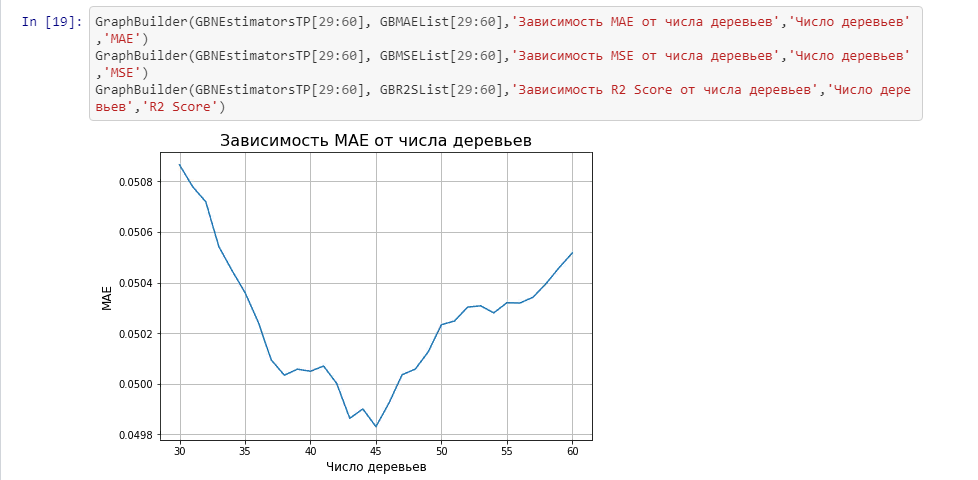 In [19]: GraphBuilder(GBNEstimatorsTP[29:60], GBMAEList[29:60],'Зависимость MAE от числа деревьев','Число деревьев'
,'MAE')
GraphBuilder(GBNEstimatorsTP[29:60], GBMSEList[29:60],'Зависимость MSE от числа деревьев','Число деревьев'
,'MSE')
GraphBuilder(GBNEstimatorsTP[29:60], GBR2SList[29:60],'Зависимость R2 Score от числа деревьев','Число дере
вьев','R2 Score')
Зависимость MAE от числа деревьев
0.0508
0.0506
0.0504
0.0502
0.0500
0.0498
MAE
30 35 40 45 50 55 60
Число деревьев